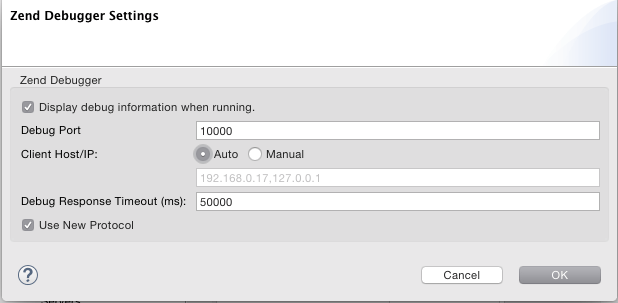 Zend Debugger Settings
Zend Debugger
Display debug information when running.
Debug Port
10000
Client Host/IP:
Auto
Manual
192.168.0.17,127.0.0.1
Debug Response Timeout (ms):
50000
Use New Protocol
?
Cancel
OK